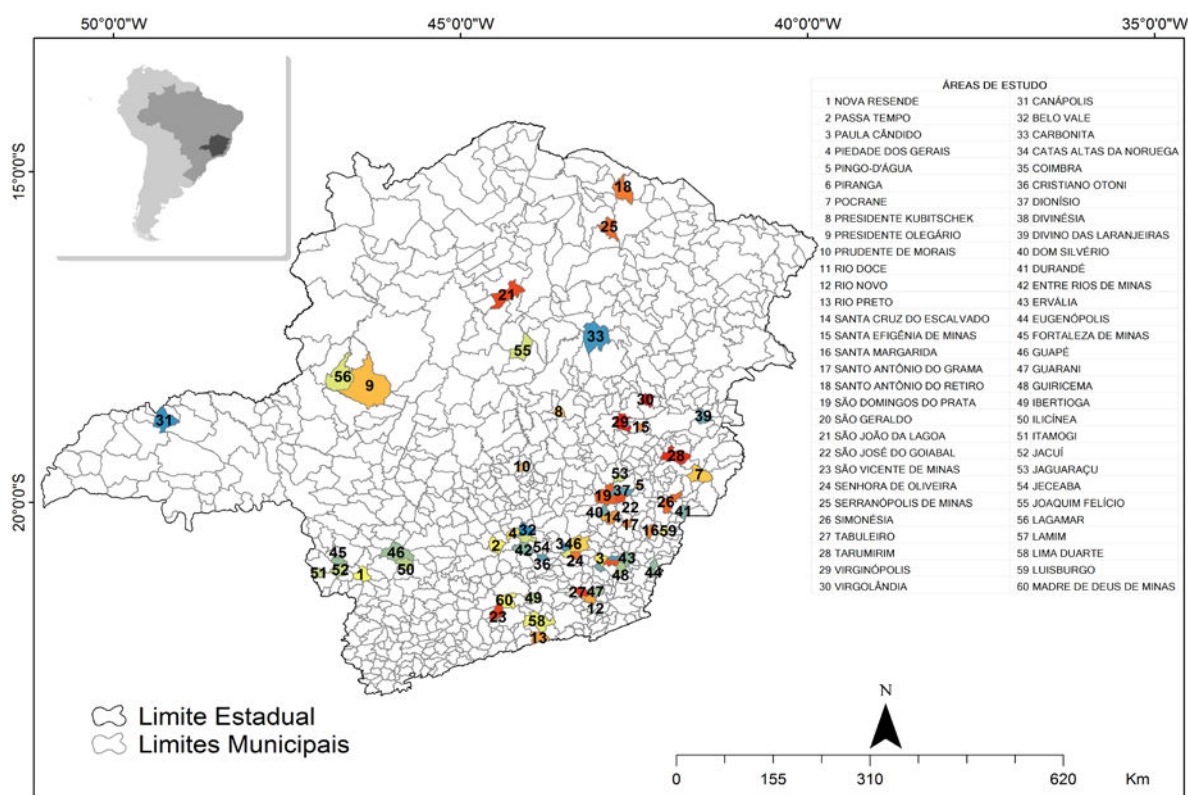 50°0'0"W 45°0'0"W 40°0'0"W 35°0'0"W
15°0'0"S
20°0'0"S
ÁREAS DE ESTUDO
1 NOVA RESENDE 31 CANÁPOLIS
2 PASSA TEMPO 32 BELO VALE
3 PAULA CÂNDIDO 33 CARBONITA
4 PIEDADE DOS GERAIS 34 CATAS ALTAS DA NORUEGA
5 PINGO-D'ÁGUA 35 COIMBRA
6 PIRANGA 36 CRISTIANO OTONI
7 POCRANE 37 DIONÍSIO
8 PRESIDENTE KUBITSCHEK 38 DIVINÉSIA
9 PRESIDENTE OLEGÁRIO 39 DIVINO DAS LARANJEIRAS
10 PRUDENTE DE MORAIS 40 DOM SILVÉRIO
11 RIO DOCE 41 DURANDÉ
12 RIO NOVO 42 ENTRE RIOS DE MINAS
13 RIO PRETO 43 ERVÁLIA
14 SANTA CRUZ DO ESCALVADO 44 EUGENÓPOLIS
15 SANTA EFIGÊNIA DE MINAS 45 FORTALEZA DE MINAS
16 SANTA MARGARIDA 46 GUAPÉ
17 SANTO ANTÔNIO DO GRAMA 47 GUARANI
18 SANTO ANTÔNIO DO RETIRO 48 GUIRICEMA
19 SÃO DOMINGOS DO PRATA 49 IBERTIOGA
20 SÃO GERALDO 50 ILICÍNEA
21 SÃO JOÃO DA LAGOA 51 ITAMOGI
22 SÃO JOSÉ DO GOIABAL 52 JACUÍ
23 SÃO VICENTE DE MINAS 53 JAGUARAÇU
24 SENHORA DE OLIVEIRA 54 JECEABA
25 SERRANÓPOLIS DE MINAS 55 JOAQUIM FELÍCIO
26 SIMONÉSIA 56 LAGAMAR
27 TABULEIRO 57 LAMIM
28 TARUMIRIM 58 LIMA DUARTE
29 VIRGINÓPOLIS 59 LUISBURGO
30 VIRGOLÂNDIA 60 MADRE DE DEUS DE MINAS
18
25
21
33
55
56
9
31
30
8
39
29
15
28
10
7
53
5
19
37
26
22
40
41
14
17
32
16
59
4
2
42
54
34
6
24
36
3
43
48
44
45
46
52
50
51
1
60
49
27
47
12
23
58
13
Limite Estadual
Limites Municipais
N
0 155 310 620 Km